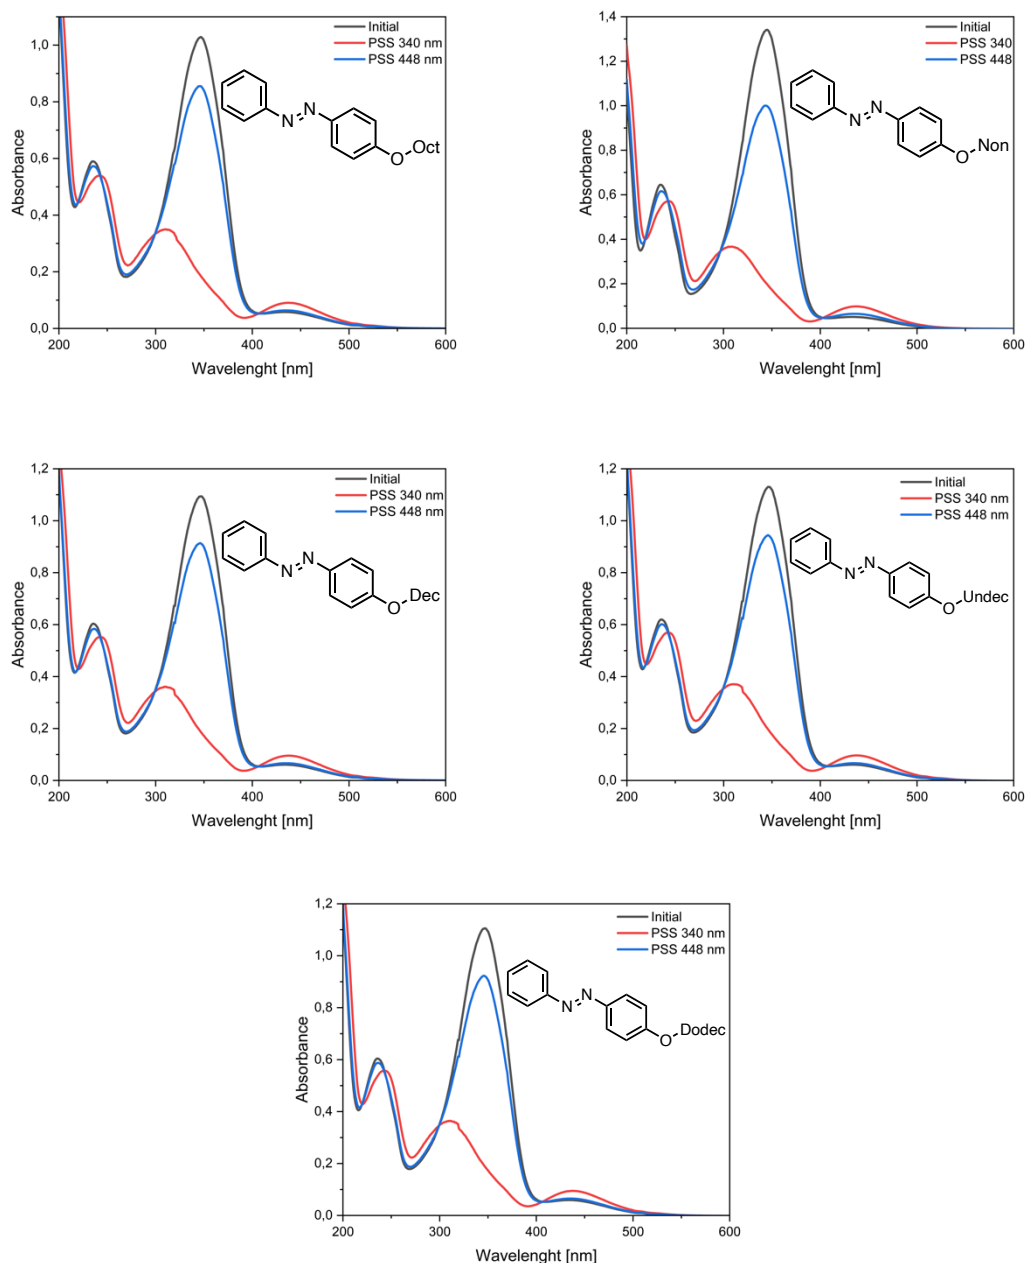 1,0
0,8
0,6
0,4
0,2
0,0
Absorbance
200 300 400 500 600
Wavelenght [nm]
Initial
PSS 340 nm
PSS 448 nm
N
N
O
Oct
1,4
1,2
1,0
0,8
0,6
0,4
0,2
0,0
Absorbance
200 300 400 500 600
Wavelenght [nm]
Initial
PSS 340
PSS 448
N
N
O
Non
1,2
1,0
0,8
0,6
0,4
0,2
0,0
Absorbance
200 300 400 500 600
Wavelenght [nm]
Initial
PSS 340 nm
PSS 448 nm
N
N
O
Dec
1,2
1,0
0,8
0,6
0,4
0,2
0,0
Absorbance
200 300 400 500 600
Wavelenght [nm]
Initial
PSS 340 nm
PSS 448 nm
N
N
O
Undec
1,2
1,0
0,8
0,6
0,4
0,2
0,0
Absorbance
200 300 400 500 600
Wavelenght [nm]
Initial
PSS 340 nm
PSS 448 nm
N
N
O
Dodec